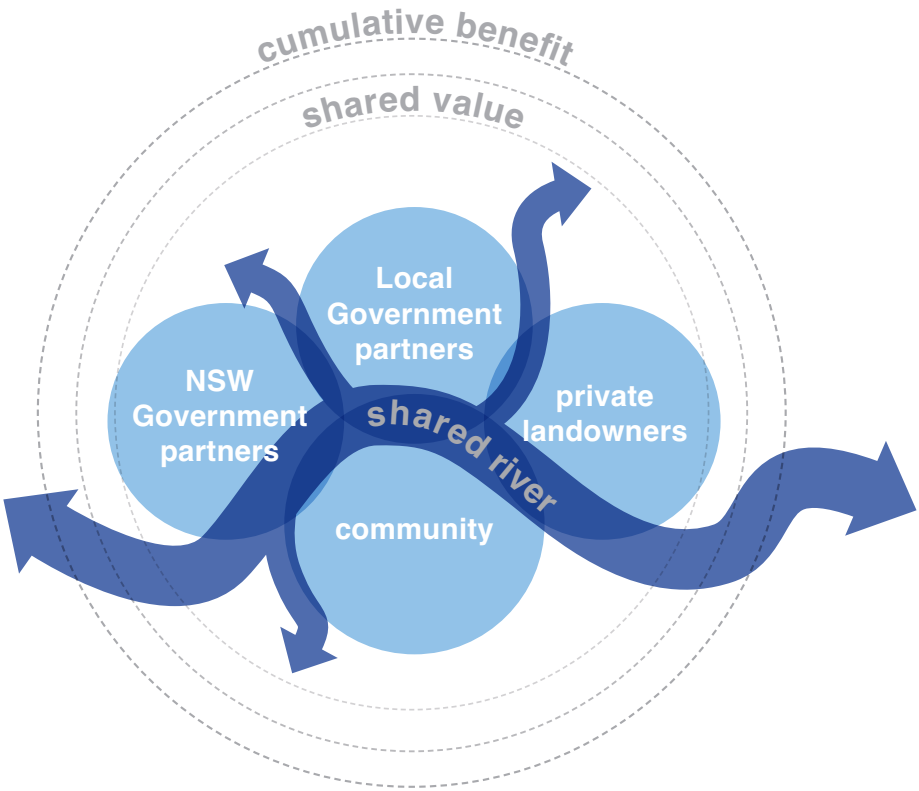 cumulative benefit
shared value
Local
Government
partners
NSW
Government
partners
private
landowners
shared river
community